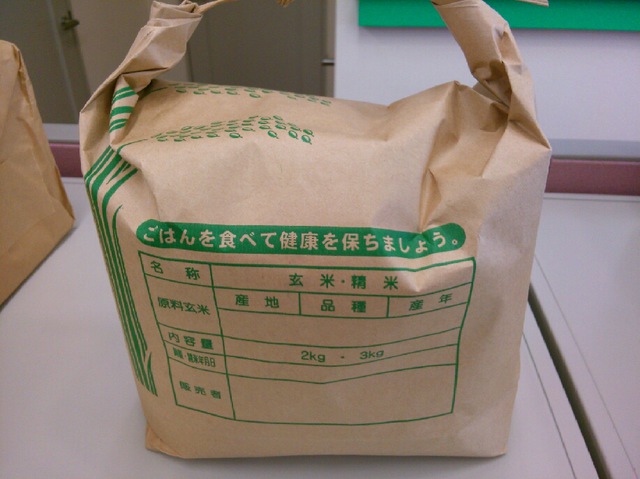 ごはんを食べて健康を保ちましょう。
名 称 玄米・精米
原料玄米 産 地 品 種 産 年
内容量 2kg ・ 3kg
販売者